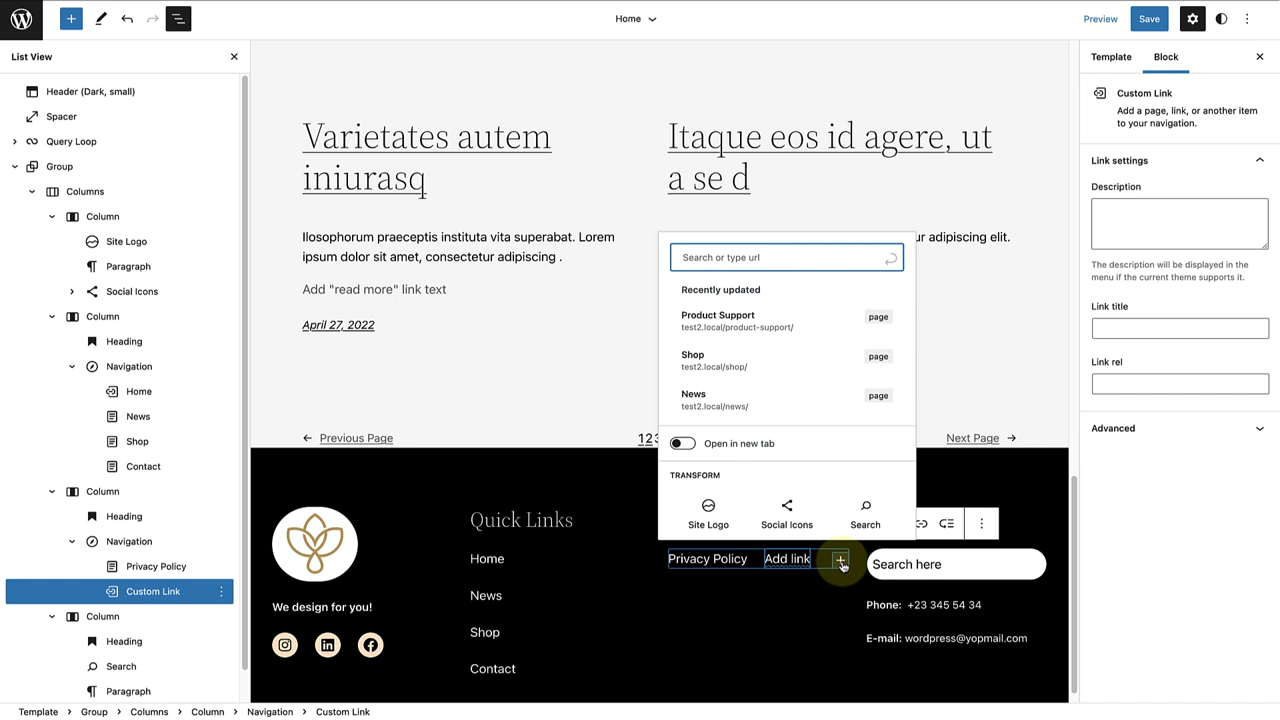 Home
Preview
Save
List View
Header (Dark, small)
Spacer
Query Loop
Group
Columns
Column
Site Logo
Paragraph
Social Icons
Column
Heading
Navigation
Home
News
Shop
Contact
Column
Heading
Navigation
Privacy Policy
Custom Link
Column
Heading
Search
Paragraph
Varietates autem
iniurasq
Ilosophorum praeceptis instituta vita superabat. Lorem
ipsum dolor sit amet, consectetur adipiscing .
Add "read more" link text
April 27, 2022
Itaque eos id agere, ut
a se d
ur adipiscing elit.
Search or type url
Recently updated
Product Support
test2.local/product-support/
page
Shop
test2.local/shop/
page
News
test2.local/news/
page
Open in new tab
TRANSFORM
Site Logo
Social Icons
Search
Previous Page
123
Next Page
We design for you!
Quick Links
Home
News
Shop
Contact
Privacy Policy
Add link
Search here
Phone: +23 345 54 34
E-mail: wordpress@yopmail.com
Template
Block
Custom Link
Add a page, link, or another item
to your navigation.
Link settings
Description
The description will be displayed in the
menu if the current theme supports it.
Link title
Link rel
Advanced
Template > Group > Columns > Column > Navigation > Custom Link